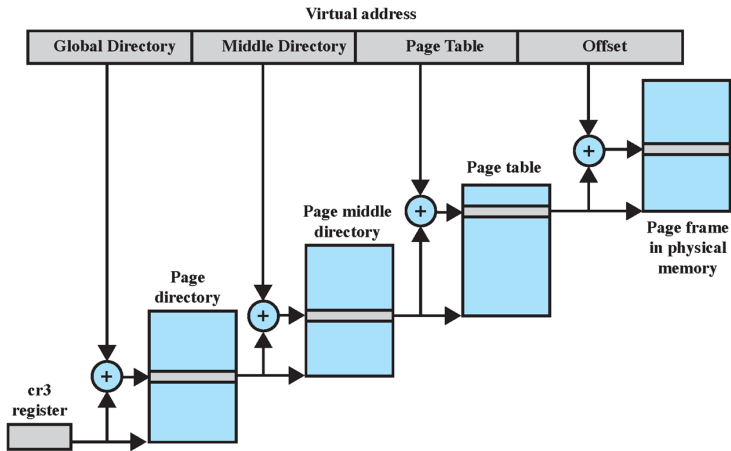 Virtual address
Global Directory
Middle Directory
Page Table
Offset
+
Page table
+
Page middle
directory
Page frame
in physical
memory
Page
directory
+
+
cr3
register